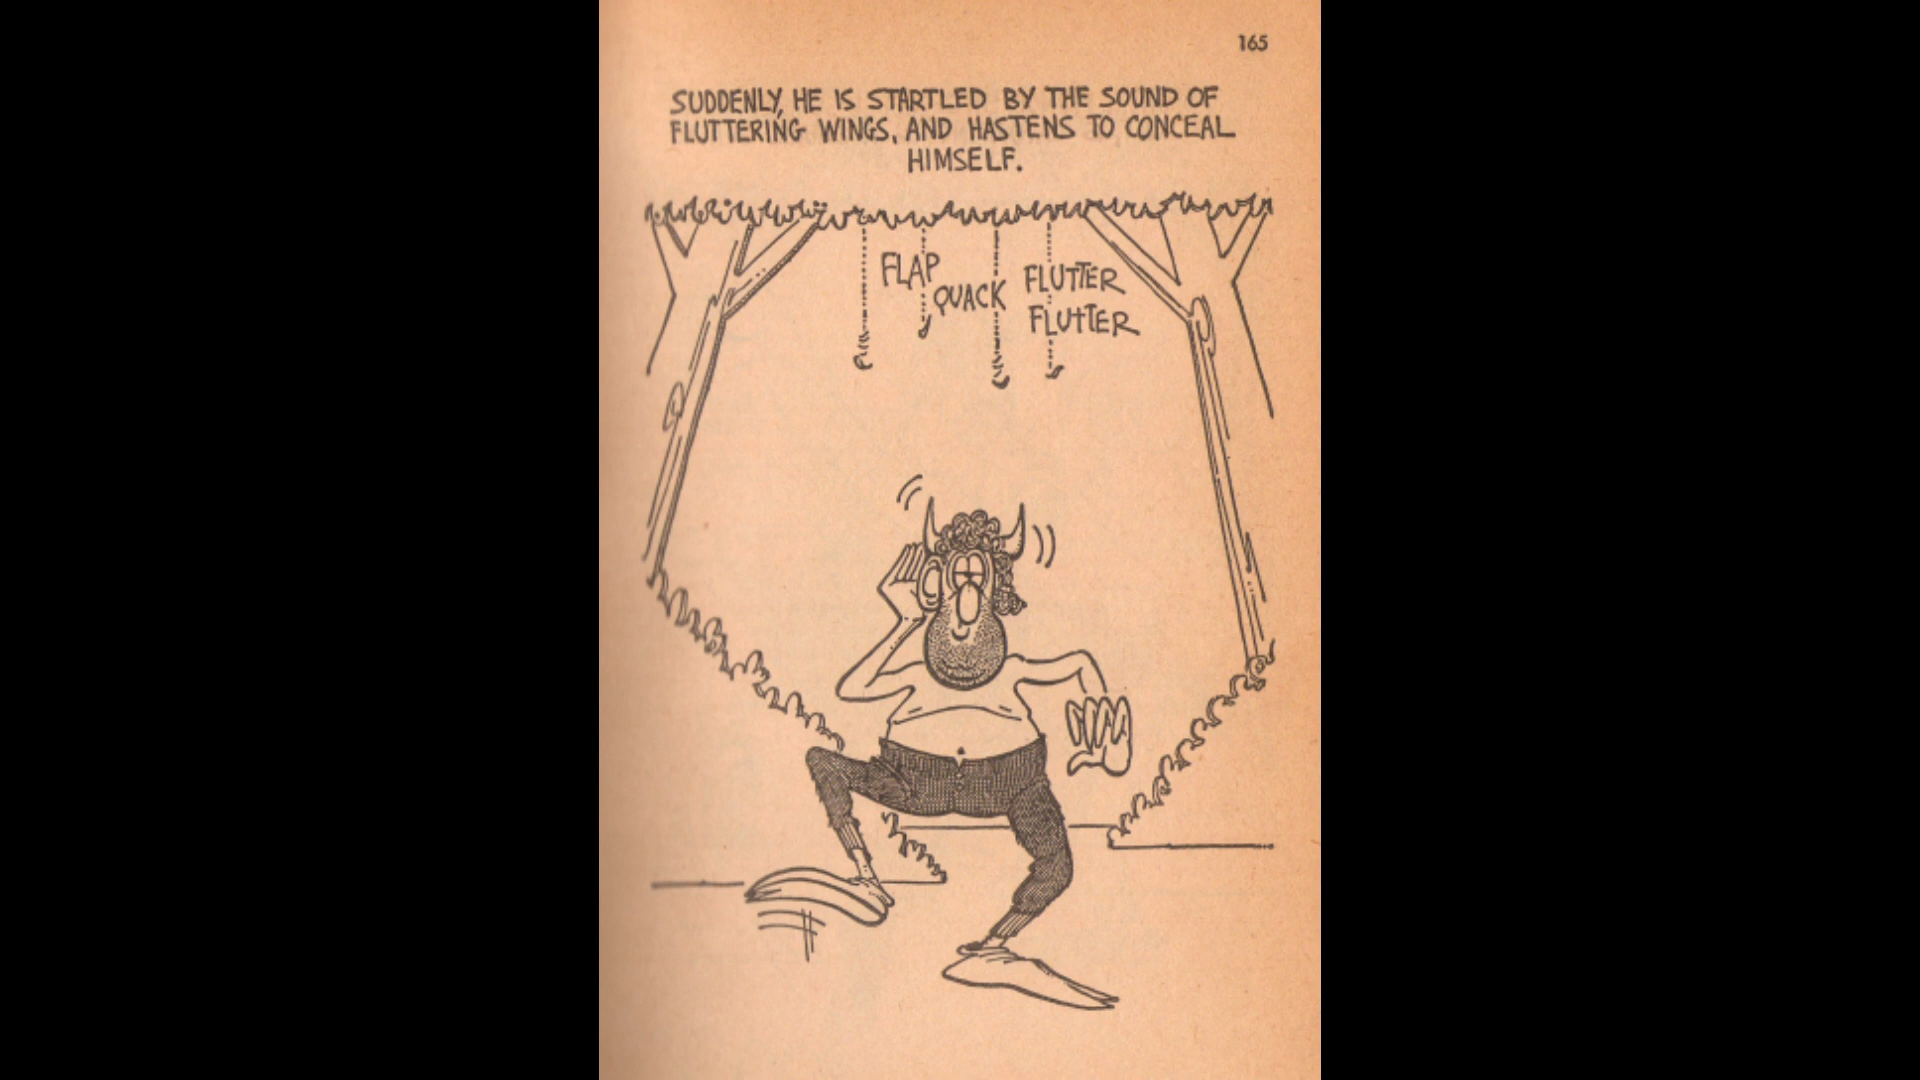 165
SUDDENLY, HE IS STARTLED BY THE SOUND OF
FLUTTERING WINGS, AND HASTENS TO CONCEAL
HIMSELF.
FLAP
QUACK
FLUTTER
FLUTTER